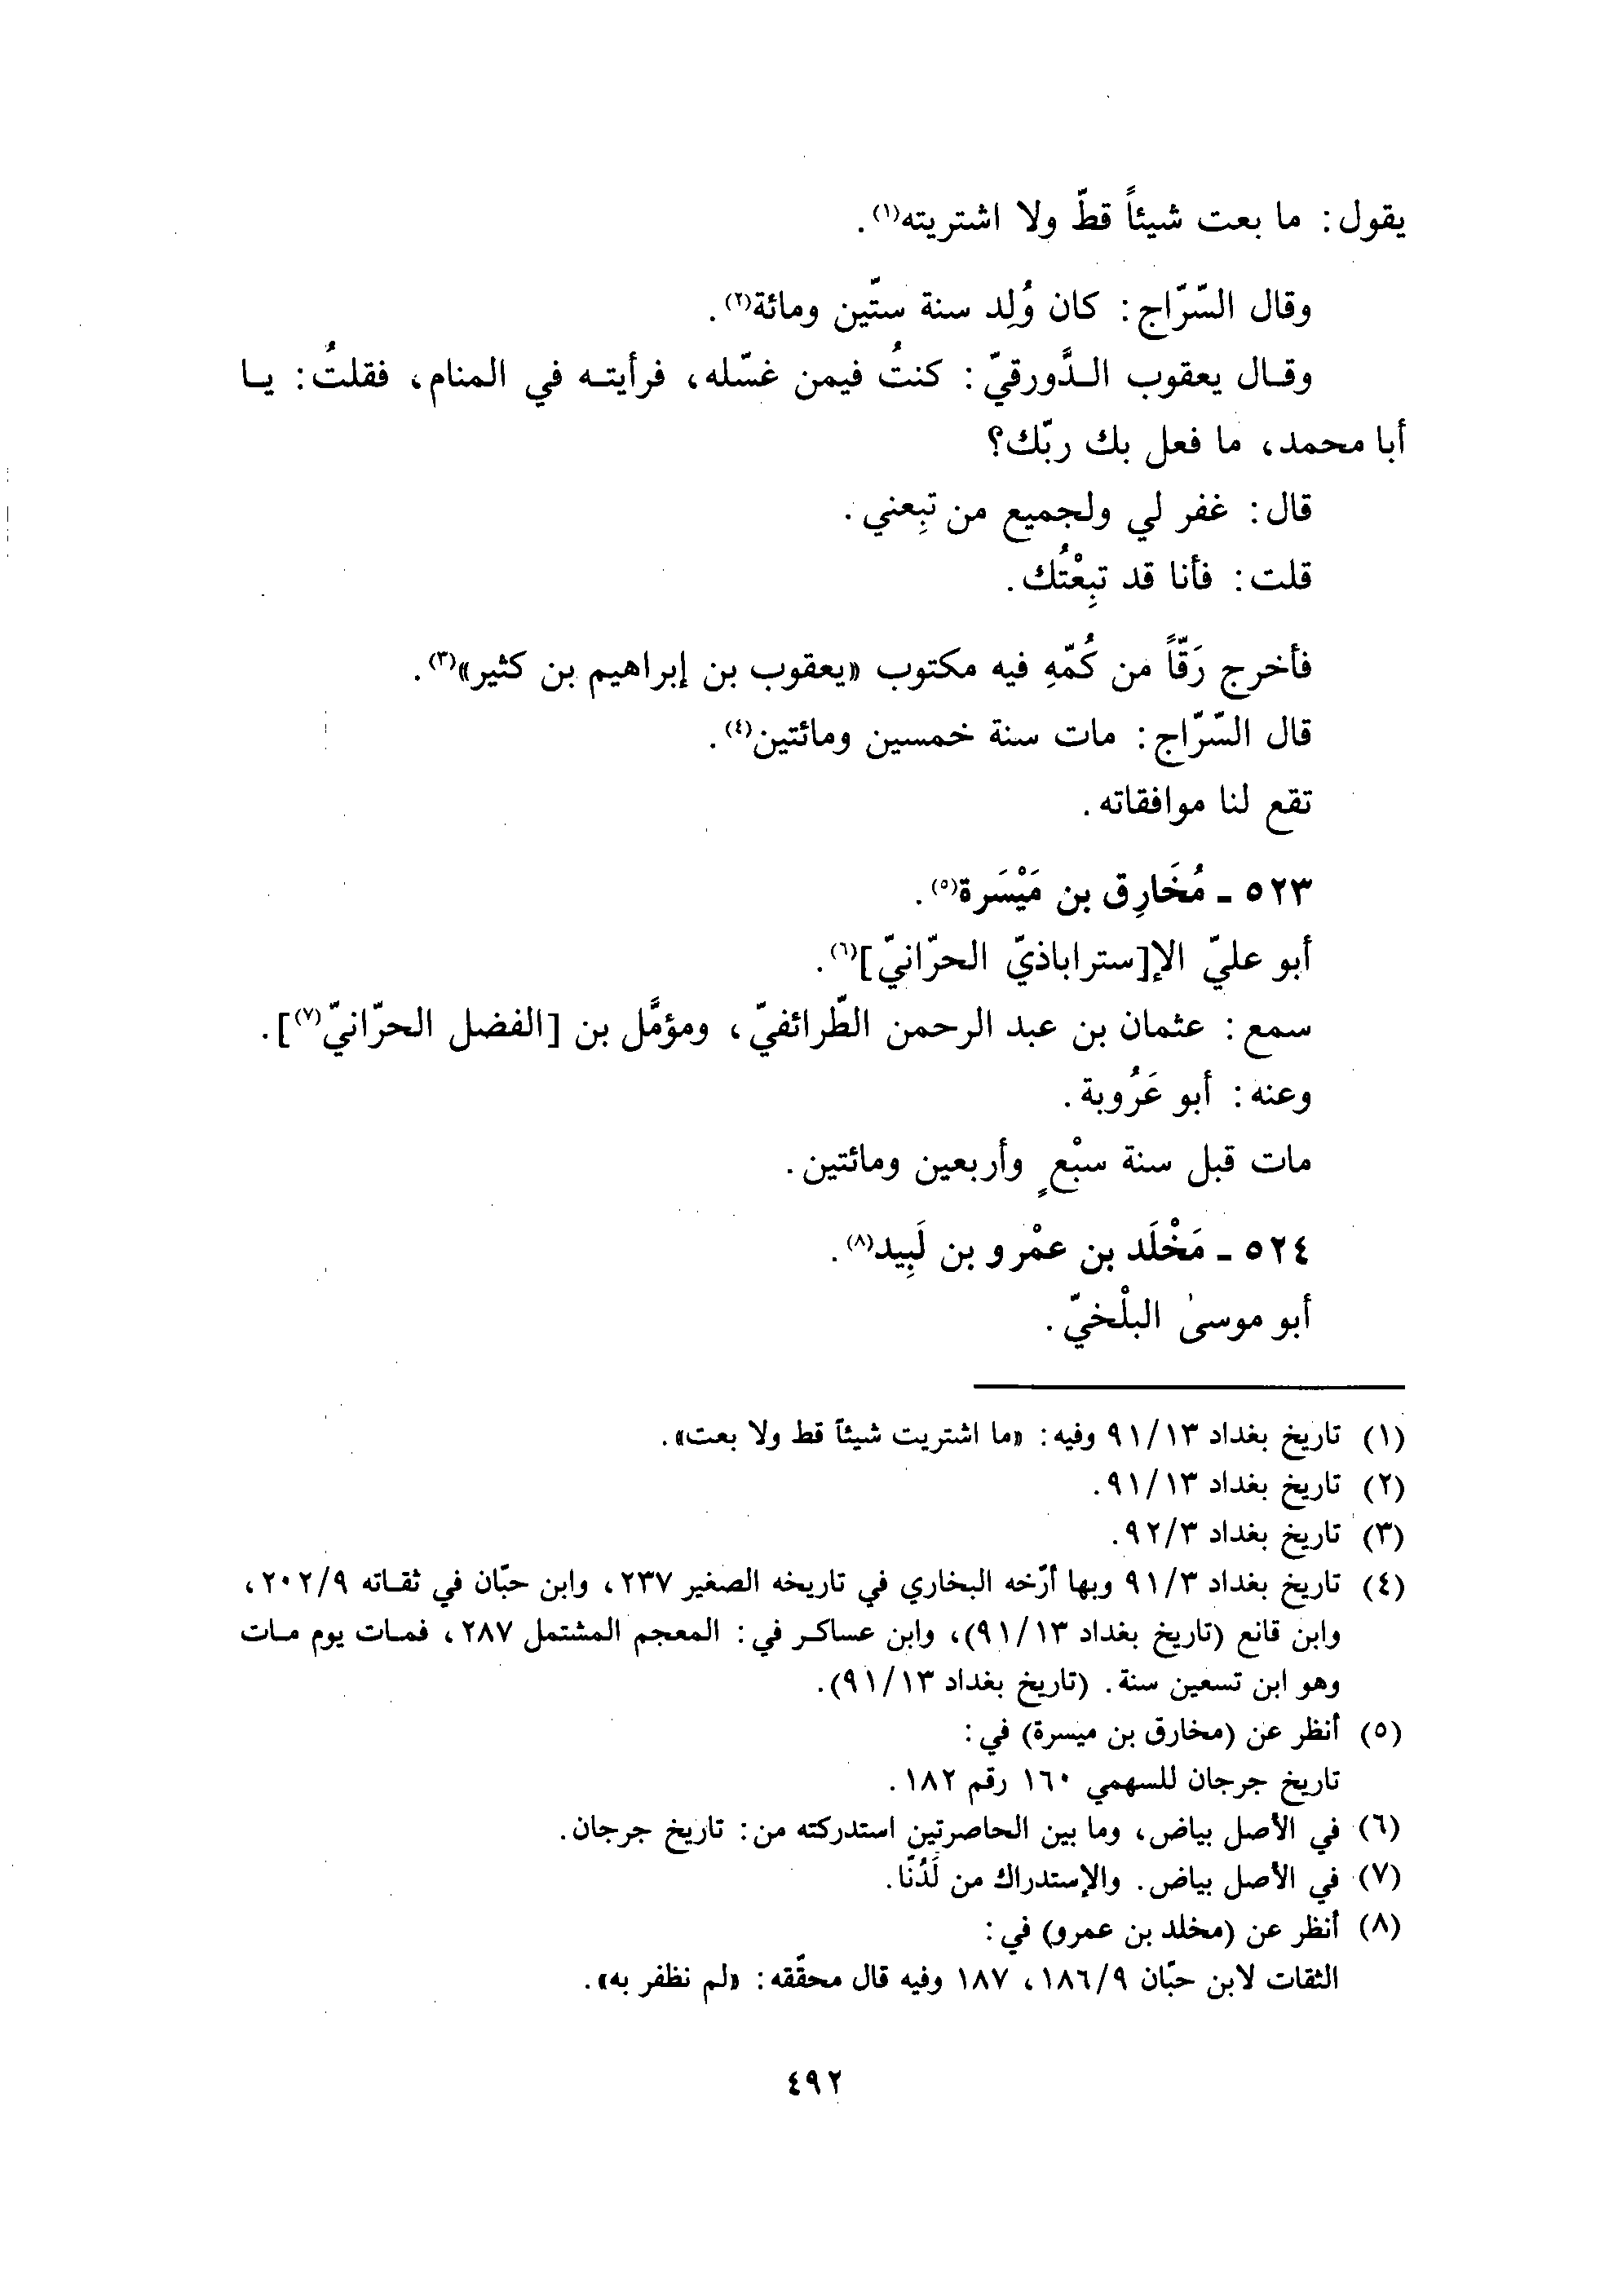 يقول: ما بعت شيئاً قطّ ولا اشتريته(١).
وقال السّرّاج: كان وُلِد سنة ستّين ومائة(٢).
وقال يعقوب الدَّورقيّ: كنتُ فيمن غسّله، فرأيته في المنام، فقلتُ: يا
أبا محمد، ما فعل بك ربّك؟
قال: غفر لي ولجميع من تبِعني.
قلت: فأنا قد تبِعْتُك.
فأخرج رَقّاً من كُمّهِ فيه مكتوب «يعقوب بن إبراهيم بن كثير»(٣).
قال السّرّاج: مات سنة خمسين ومائتين(٤).
تقع لنا موافقاته.
٥٢٣ - مُخَارِق بن مَيْسَرة(٥).
أبو عليّ الإ[ستراباذيّ الحرّانيّ](٦).
سمع: عثمان بن عبد الرحمن الطّرائفيّ، ومؤمَّل بن [الفضل الحرّانيّ(٧)].
وعنه: أبو عَرُوبة.
مات قبل سنة سبْعٍ وأربعين ومائتين.
٥٢٤ - مَخْلَد بن عمْرو بن لَبِيد(٨).
أبو موسىٰ البلْخيّ.
(١) تاريخ بغداد ٩١/١٣ وفيه: «ما اشتريت شيئاً قط ولا بعت».
(٢) تاريخ بغداد ٩١/١٣.
(٣) تاريخ بغداد ٩٢/٣.
(٤) تاريخ بغداد ٩١/٣ وبها أرّخه البخاري في تاريخه الصغير ٢٣٧، وابن حبّان في ثقاته ٢٠٢/٩،
وابن قانع (تاريخ بغداد ٩١/١٣)، وابن عساكر في: المعجم المشتمل ٢٨٧، فمات يوم مات
وهو ابن تسعين سنة. (تاريخ بغداد ٩١/١٣).
(٥) أنظر عن (مخارق بن ميسرة) في:
تاريخ جرجان للسهمي ١٦٠ رقم ١٨٢.
(٦) في الأصل بياض، وما بين الحاصرتين استدركته من: تاريخ جرجان.
(٧) في الأصل بياض. والإستدراك من لَدُنّا.
(٨) أنظر عن (مخلد بن عمرو) في:
الثقات لابن حبّان ١٨٦/٩، ١٨٧ وفيه قال محقّقه: «لم نظفر به».
٤٩٢